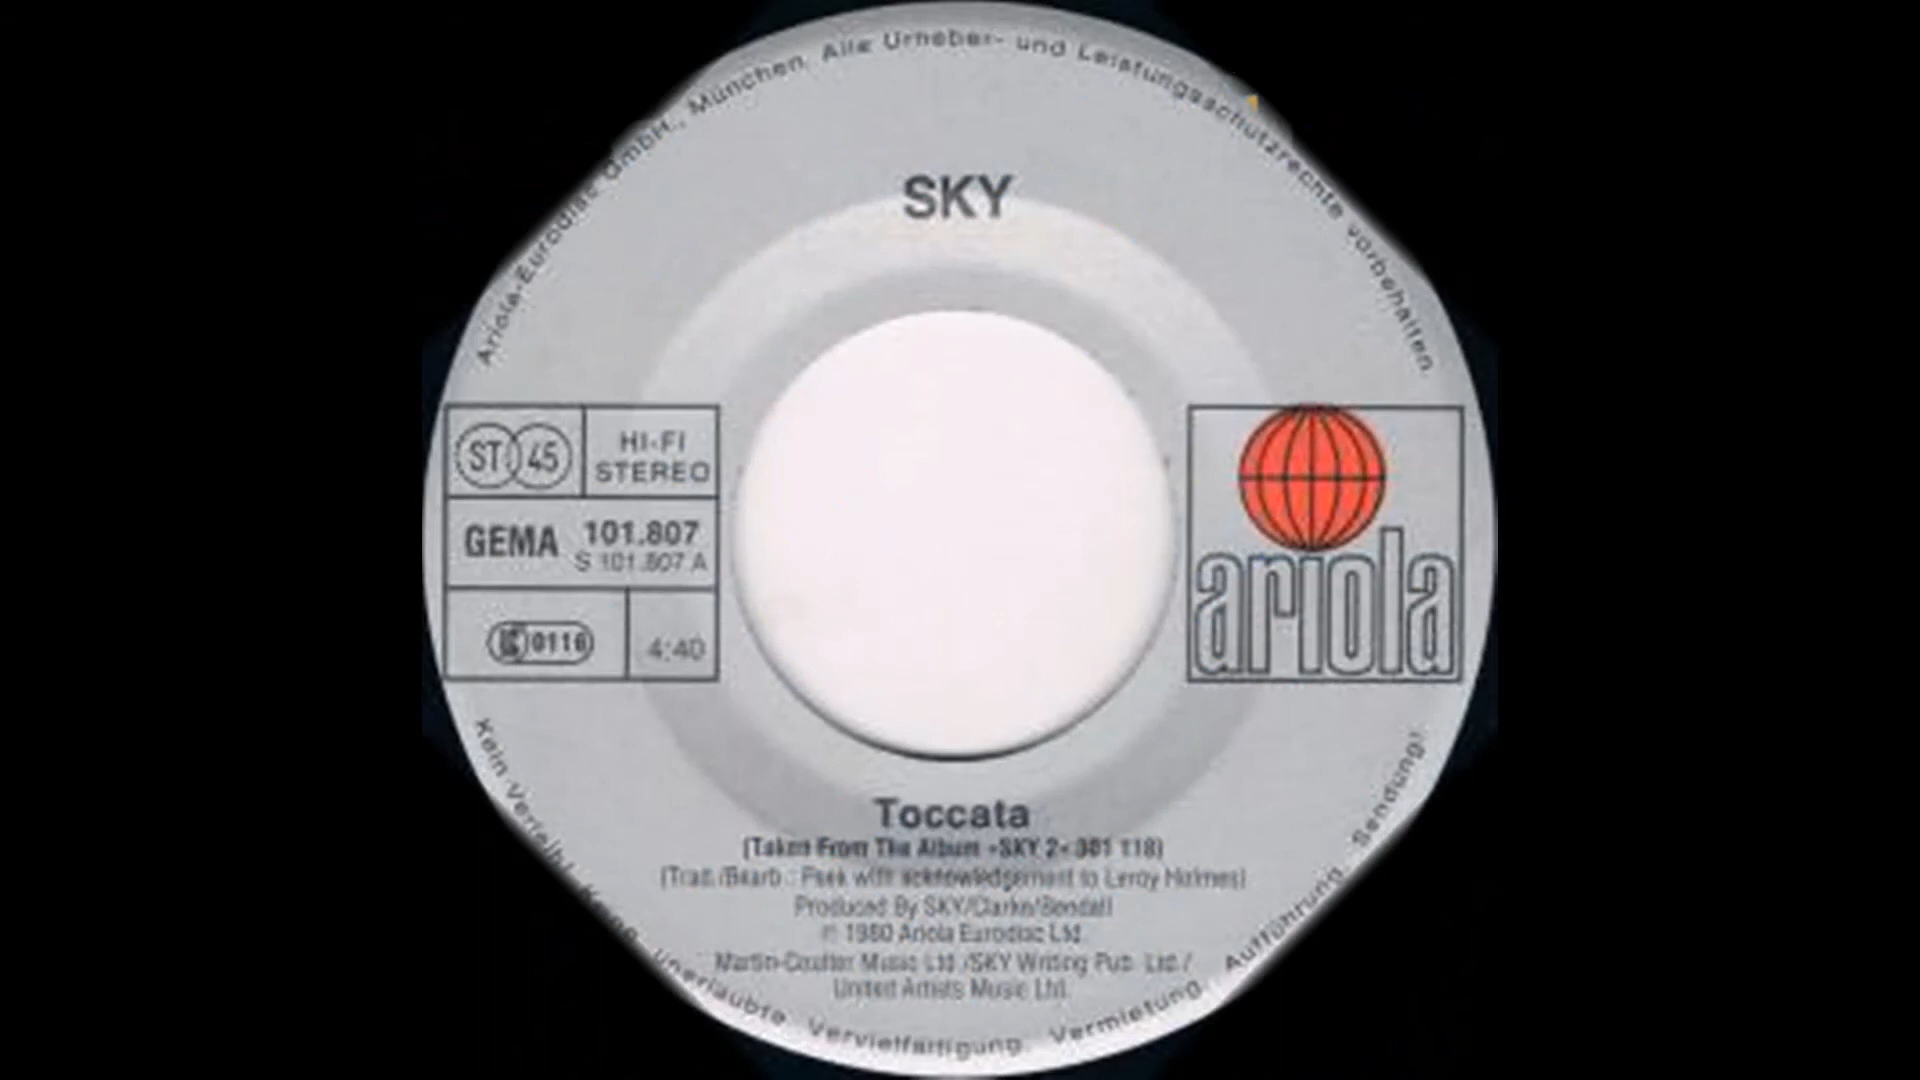 Ariola-Eurodisc GmbH., München. Alle Urheber- und Leistungsschutzrechte vorbehalten.
SKY
ST 45
HI-FI
STEREO
GEMA 101.807
S 101.807 A
LC 0116
4:40
ariola
Toccata
(Taken From The Album »SKY 2« 301 118)
(Trad./Bearb.: Peek with acknowledgement to Leroy Holmes)
Produced By SKY/Clarke/Bendall
℗ 1980 Ariola Eurodisc Ltd.
Martin-Coulter Music Ltd./SKY Writing Pub. Ltd./
United Artists Music Ltd.
Kein Verleih! Keine unerlaubte Vervielfältigung, Vermietung, Aufführung, Sendung!